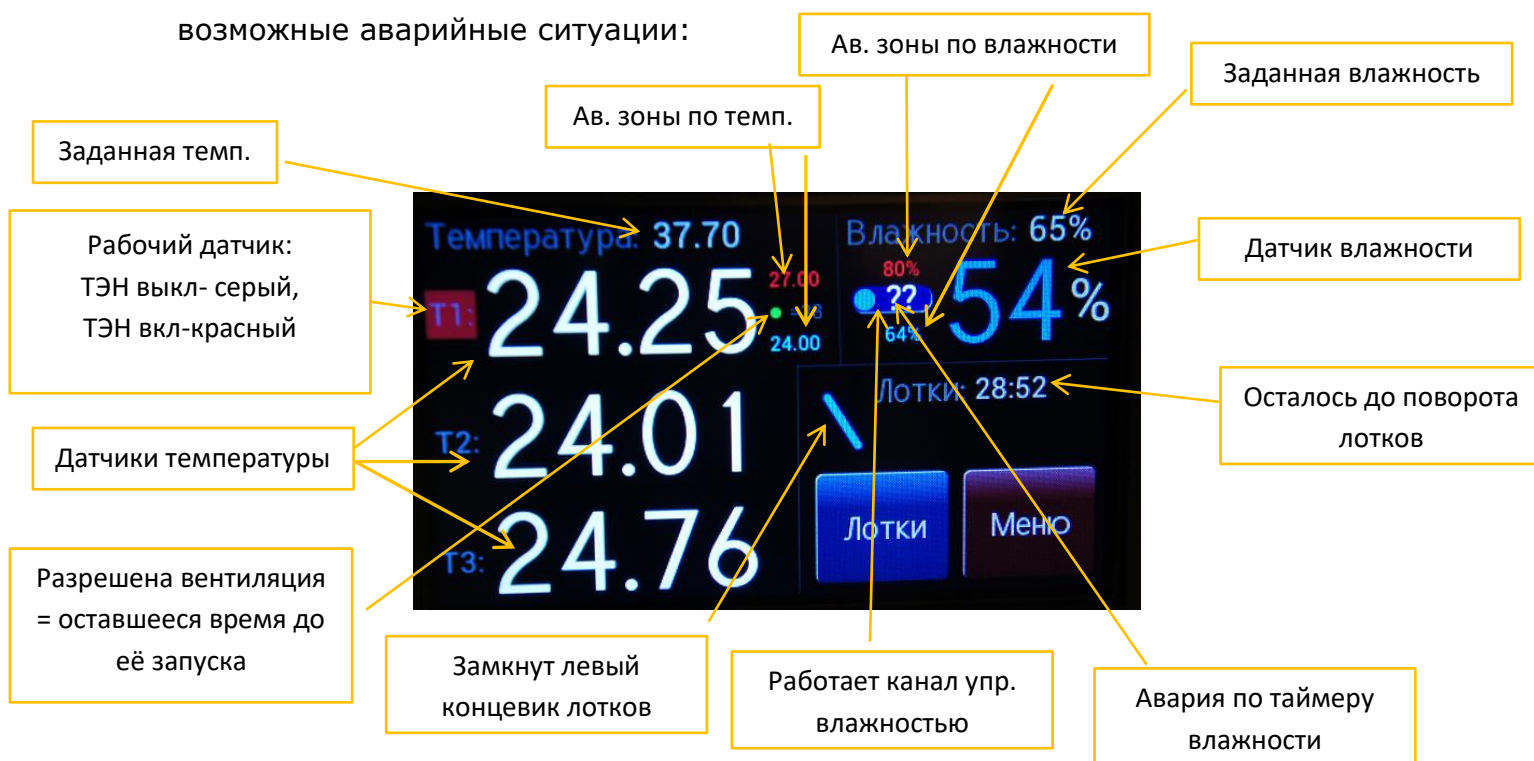 возможные аварийные ситуации:
Ав. зоны по влажности
Заданная влажность
Ав. зоны по темп.
Заданная темп.
Рабочий датчик:
ТЭН выкл- серый,
ТЭН вкл-красный
Датчик влажности
Температура: 37.70
Влажность: 65%
T1: 24.25
27.00
24.00
80%
??
64%
54%
Лотки: 28:52
Осталось до поворота
лотков
T2: 24.01
Датчики температуры
T3: 24.76
Лотки
Меню
Разрешена вентиляция
= оставшееся время до
её запуска
Замкнут левый
концевик лотков
Работает канал упр.
влажностью
Авария по таймеру
влажности